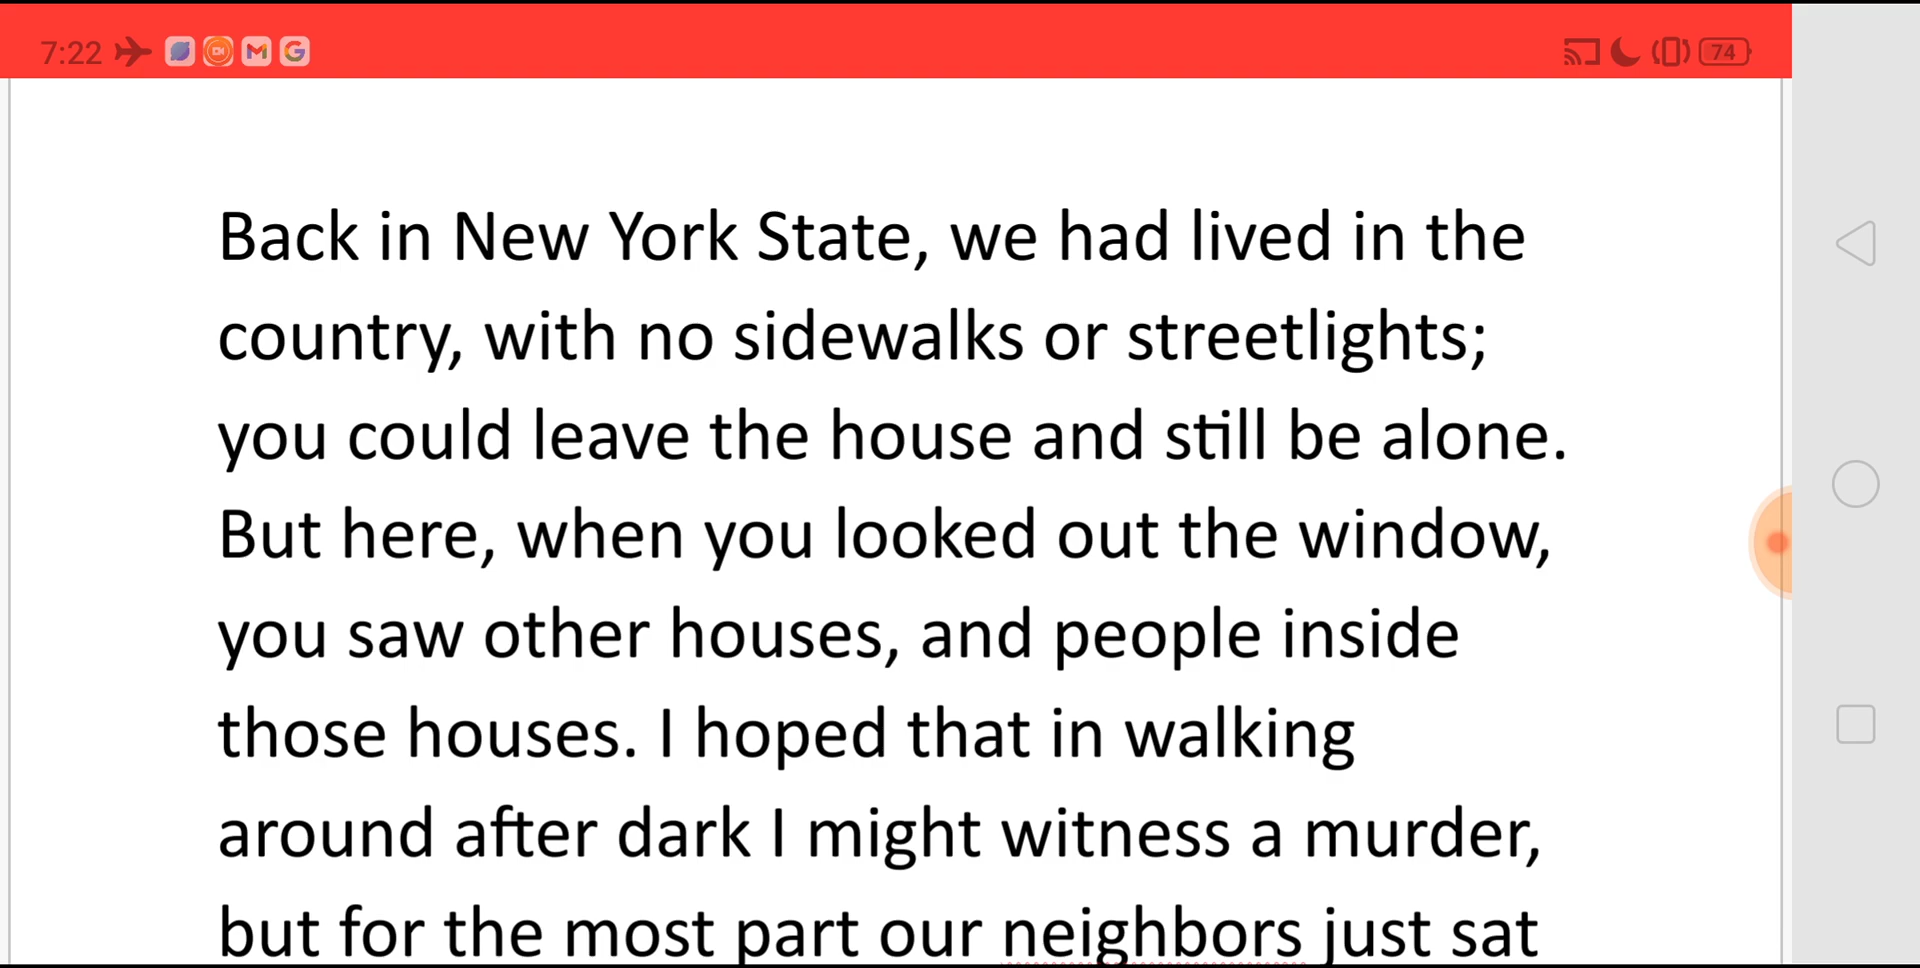 7:22
74
Back in New York State, we had lived in the
country, with no sidewalks or streetlights;
you could leave the house and still be alone.
But here, when you looked out the window,
you saw other houses, and people inside
those houses. I hoped that in walking
around after dark I might witness a murder,
but for the most part our neighbors just sat